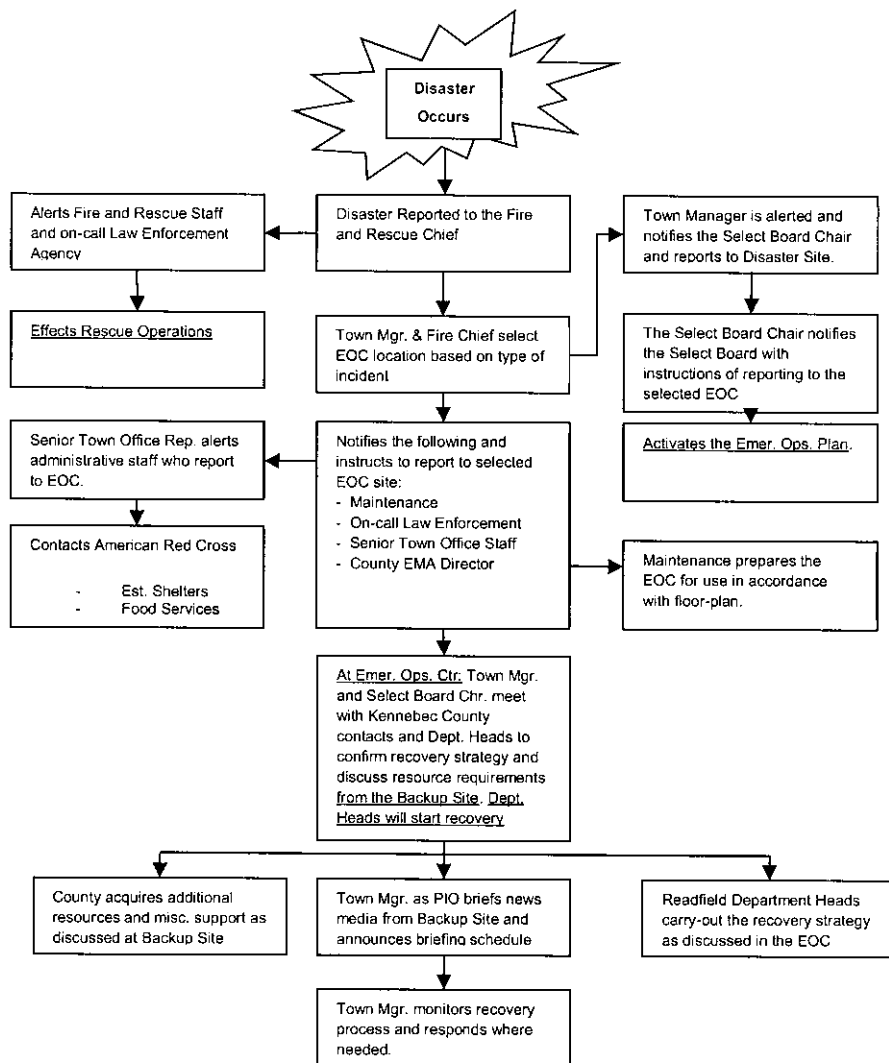 Disaster
Occurs
Alerts Fire and Rescue Staff
and on-call Law Enforcement
Agency
Disaster Reported to the Fire
and Rescue Chief
Town Manager is alerted and
notifies the Select Board Chair
and reports to Disaster Site.
Effects Rescue Operations
Town Mgr. & Fire Chief select
EOC location based on type of
incident
The Select Board Chair notifies
the Select Board with
instructions of reporting to the
selected EOC
Senior Town Office Rep. alerts
administrative staff who report
to EOC.
Notifies the following and
instructs to report to selected
EOC site:
- Maintenance
- On-call Law Enforcement
- Senior Town Office Staff
- County EMA Director
Activates the Emer. Ops. Plan.
Contacts American Red Cross
- Est. Shelters
- Food Services
Maintenance prepares the
EOC for use in accordance
with floor-plan.
At Emer. Ops. Ctr: Town Mgr.
and Select Board Chr. meet
with Kennebec County
contacts and Dept. Heads to
confirm recovery strategy and
discuss resource requirements
from the Backup Site. Dept.
Heads will start recovery
County acquires additional
resources and misc. support as
discussed at Backup Site
Town Mgr. as PIO briefs news
media from Backup Site and
announces briefing schedule
Readfield Department Heads
carry-out the recovery strategy
as discussed in the EOC
Town Mgr. monitors recovery
process and responds where
needed.